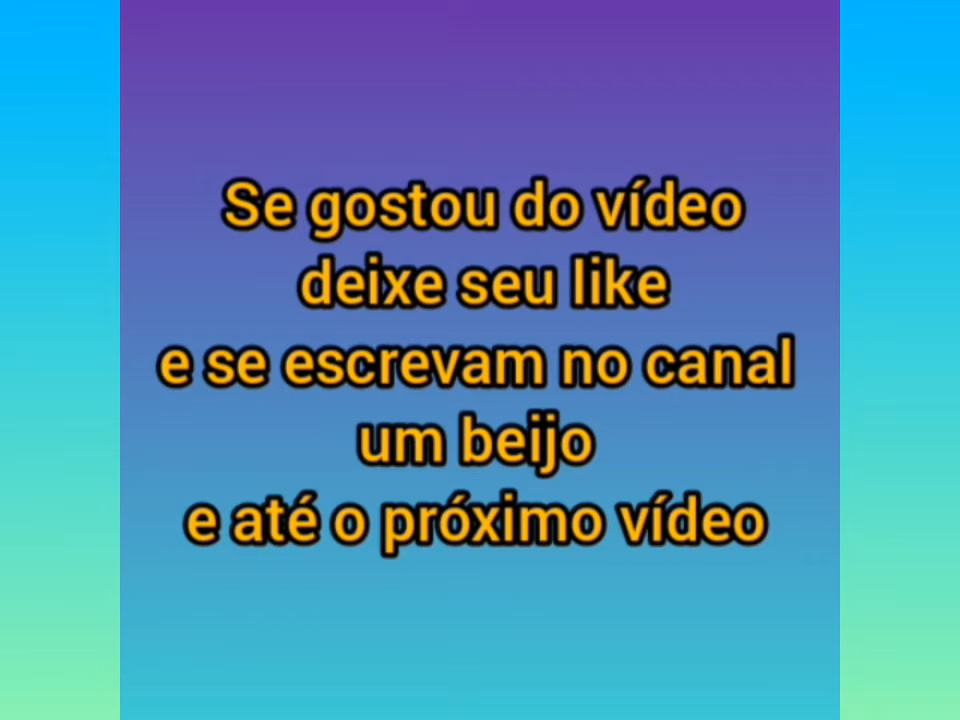 Se gostou do vídeo
deixe seu like
e se escrevam no canal
um beijo
e até o próximo vídeo